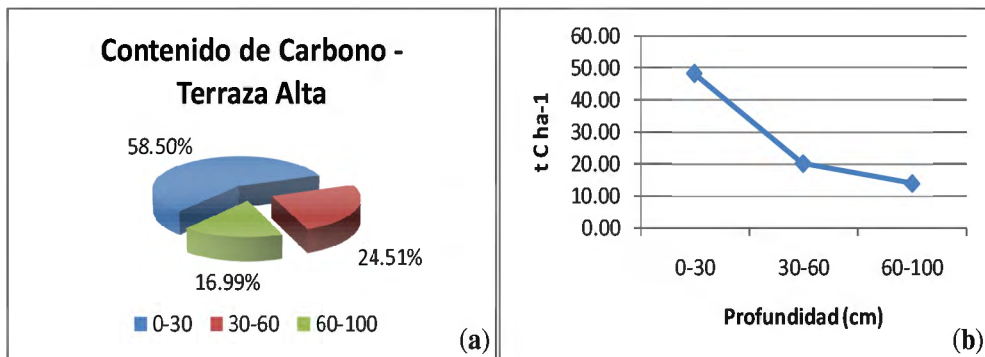 Contenido de Carbono -
Terraza Alta
58.50%
24.51%
16.99%
0-30 30-60 60-100
(a)
60.00
50.00
40.00
30.00
20.00
10.00
0.00
t C ha-1
0-30 30-60 60-100
Profundidad (cm)
(b)